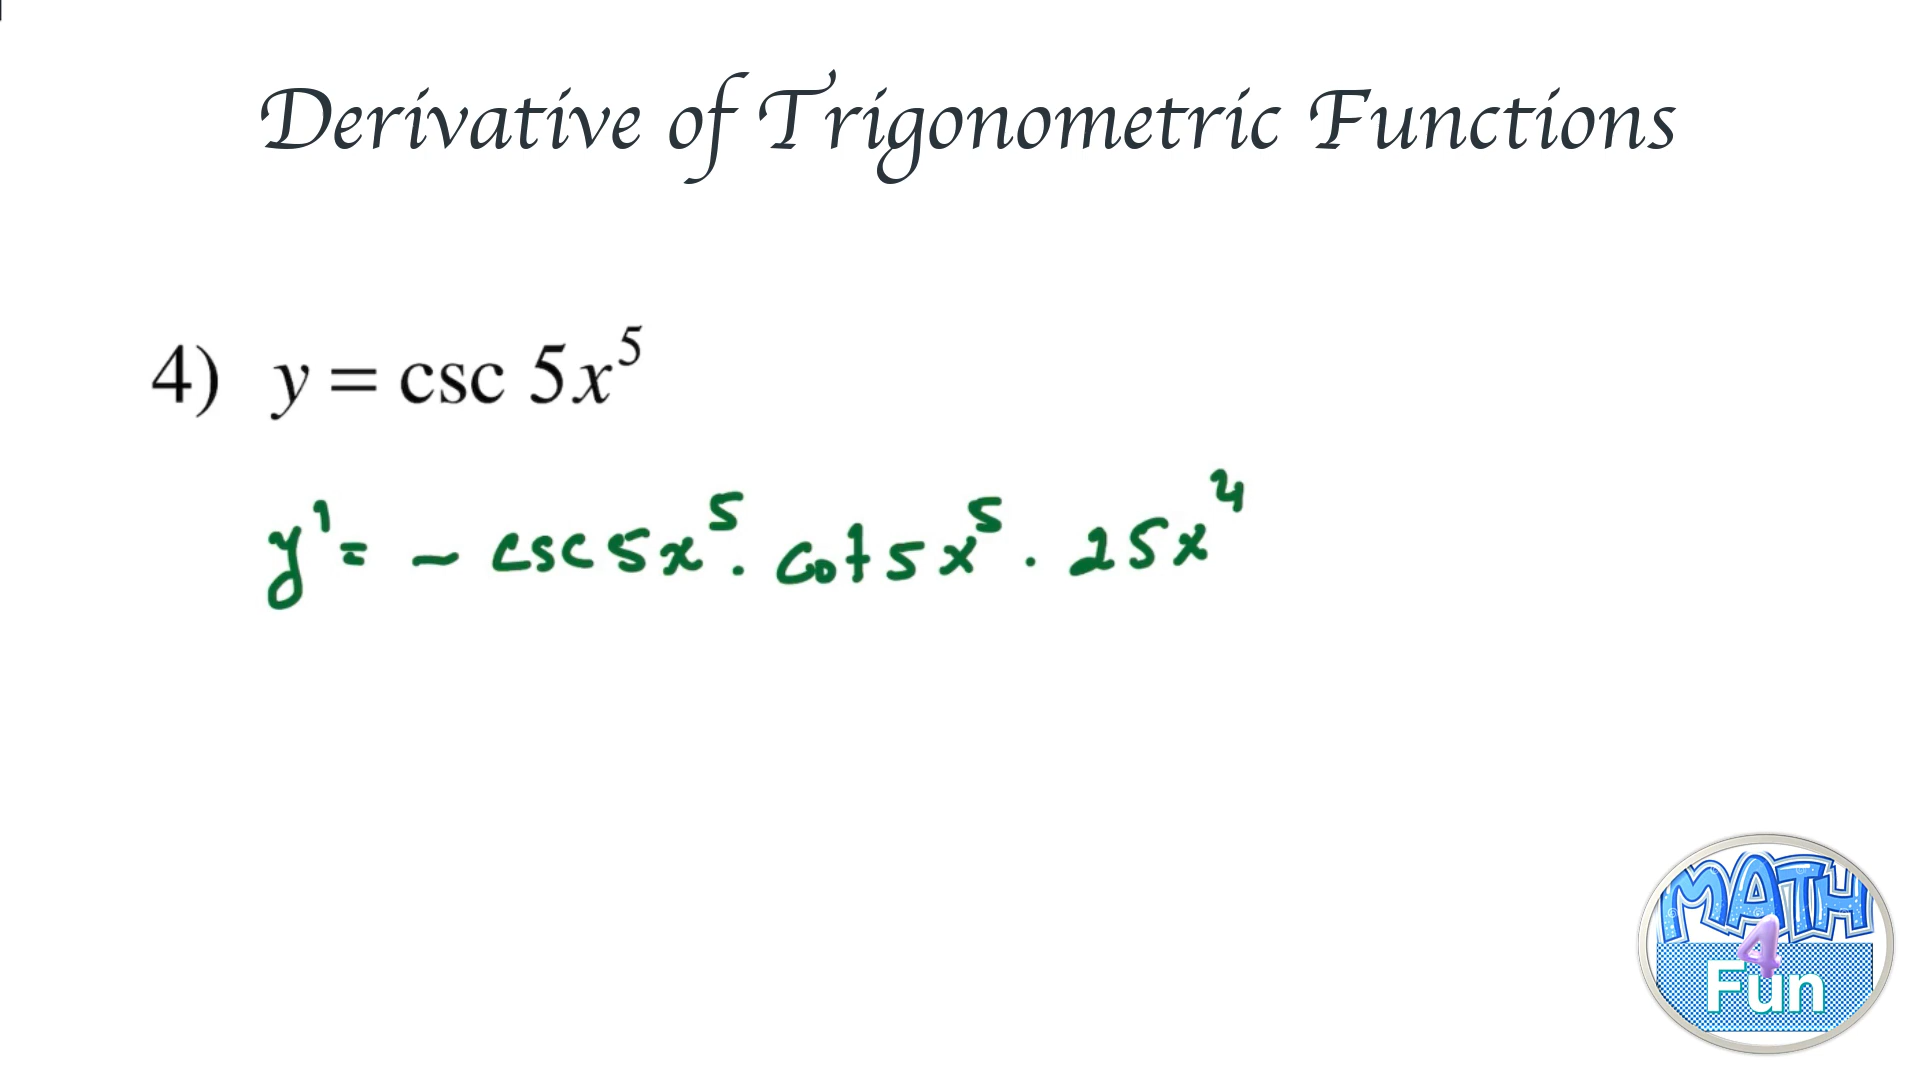 Derivative of Trigonometric Functions
4) y = csc 5x⁵
y' = - csc 5x⁵ . cot 5x⁵ . 25x⁴
MATH
4
Fun